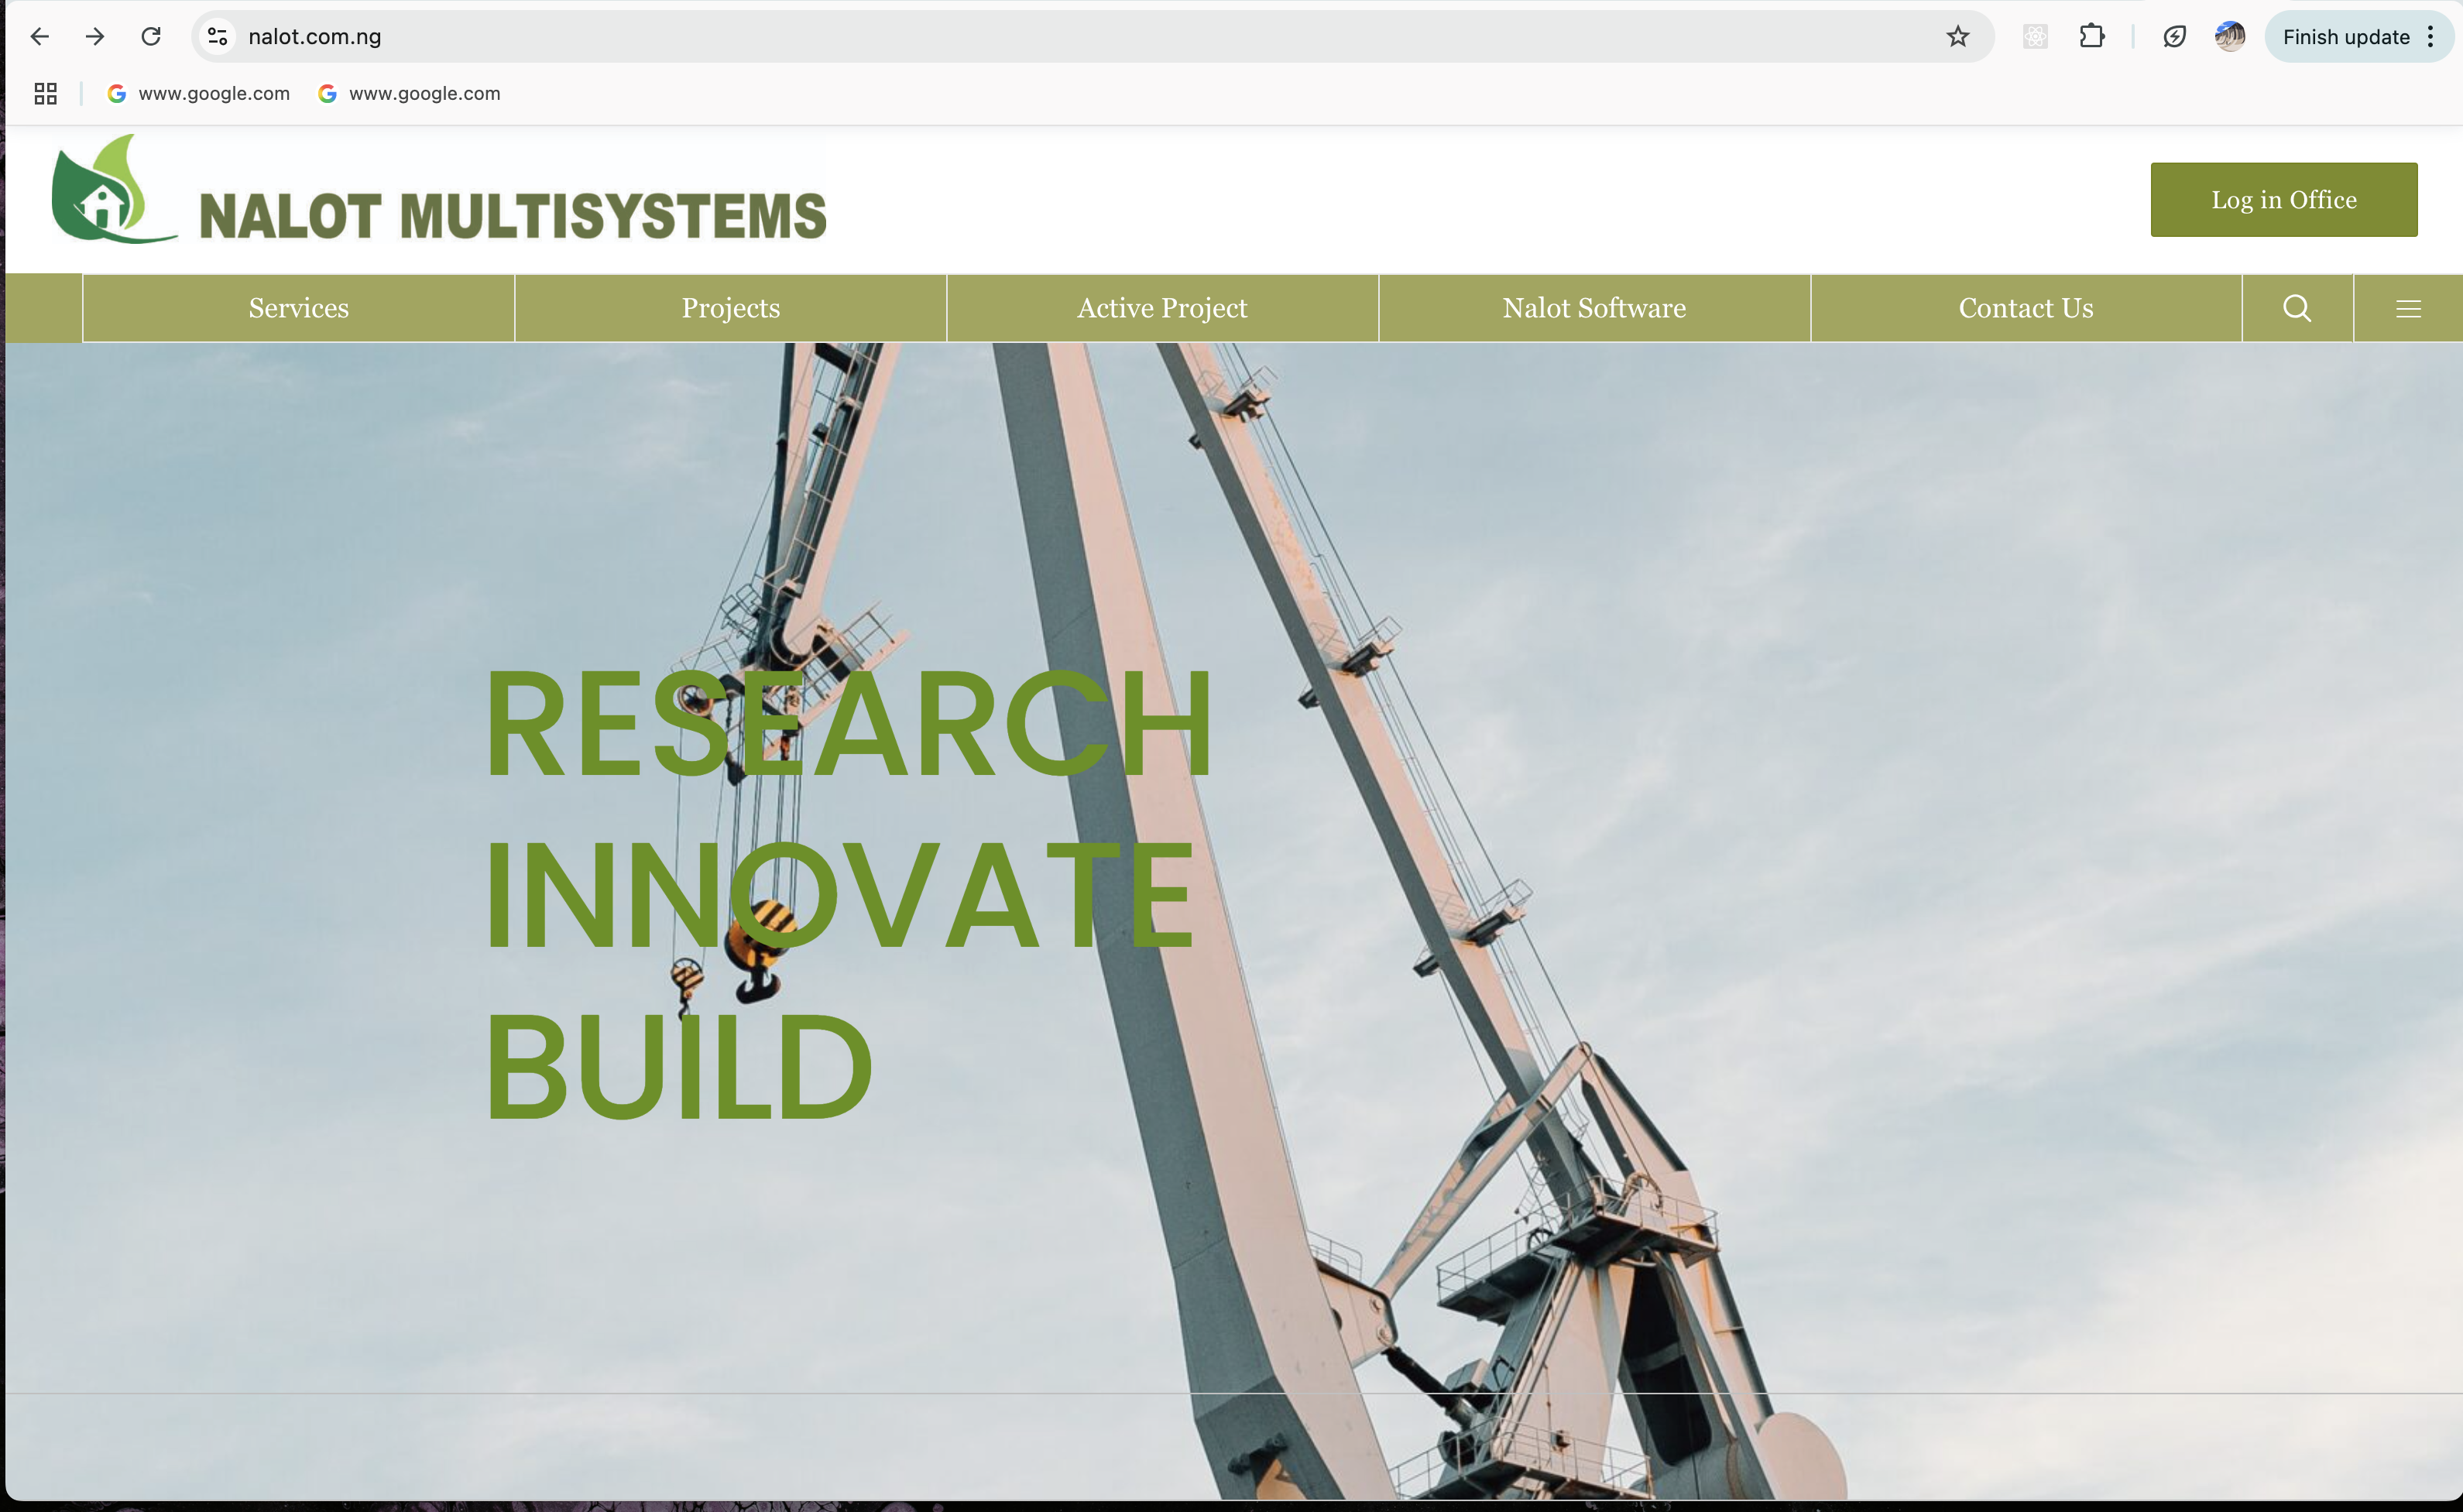 nalot.com.ng
Finish update
www.google.com www.google.com
NALOT MULTISYSTEMS
Log in Office
Services Projects Active Project Nalot Software Contact Us
RESEARCH
INNOVATE
BUILD